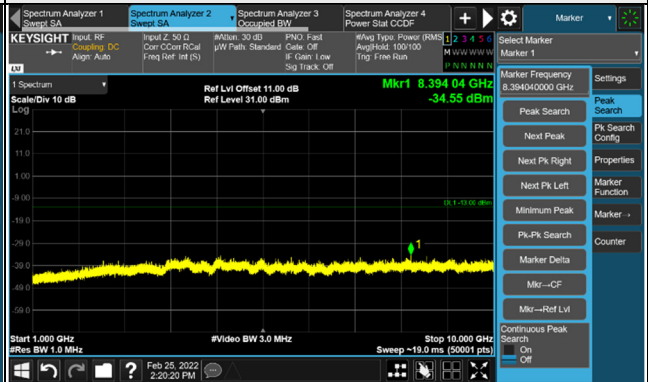 Spectrum Analyzer 1
Swept SA
Spectrum Analyzer 2
Swept SA
Spectrum Analyzer 3
Occupied BW
Spectrum Analyzer 4
Power Stat CCDF
+
Marker
KEYSIGHT
Input: RF
Coupling: DC
Align: Auto
Input Z: 50 Ω
Corr CCorr RCal
Freq Ref: Int (S)
#Atten: 30 dB
µW Path: Standard
PNO: Fast
Gate: Off
IF Gain: Low
Sig Track: Off
#Avg Type: Power (RMS
Avg|Hold: 100/100
Trig: Free Run
1 2 3 4 5 6
M W W W W W
P N N N N N
LXI
Select Marker
Marker 1
1 Spectrum
Scale/Div 10 dB
Log
Ref Lvl Offset 11.00 dB
Ref Level 31.00 dBm
Mkr1 8.394 04 GHz
-34.55 dBm
21.0
11.0
1.00
-9.00
-19.0
-29.0
-39.0
-49.0
-59.0
DL1 -13.00 dBm
1
Start 1.000 GHz
#Res BW 1.0 MHz
#Video BW 3.0 MHz
Stop 10.000 GHz
Sweep ~19.0 ms (50001 pts)
Marker Frequency
8.394040000 GHz
Peak Search
Next Peak
Next Pk Right
Next Pk Left
Minimum Peak
Pk-Pk Search
Marker Delta
Mkr→CF
Mkr→Ref Lvl
Continuous Peak
Search
On
Off
Settings
Peak
Search
Pk Search
Config
Properties
Marker
Function
Marker→
Counter
?
Feb 25, 2022
2:20:20 PM